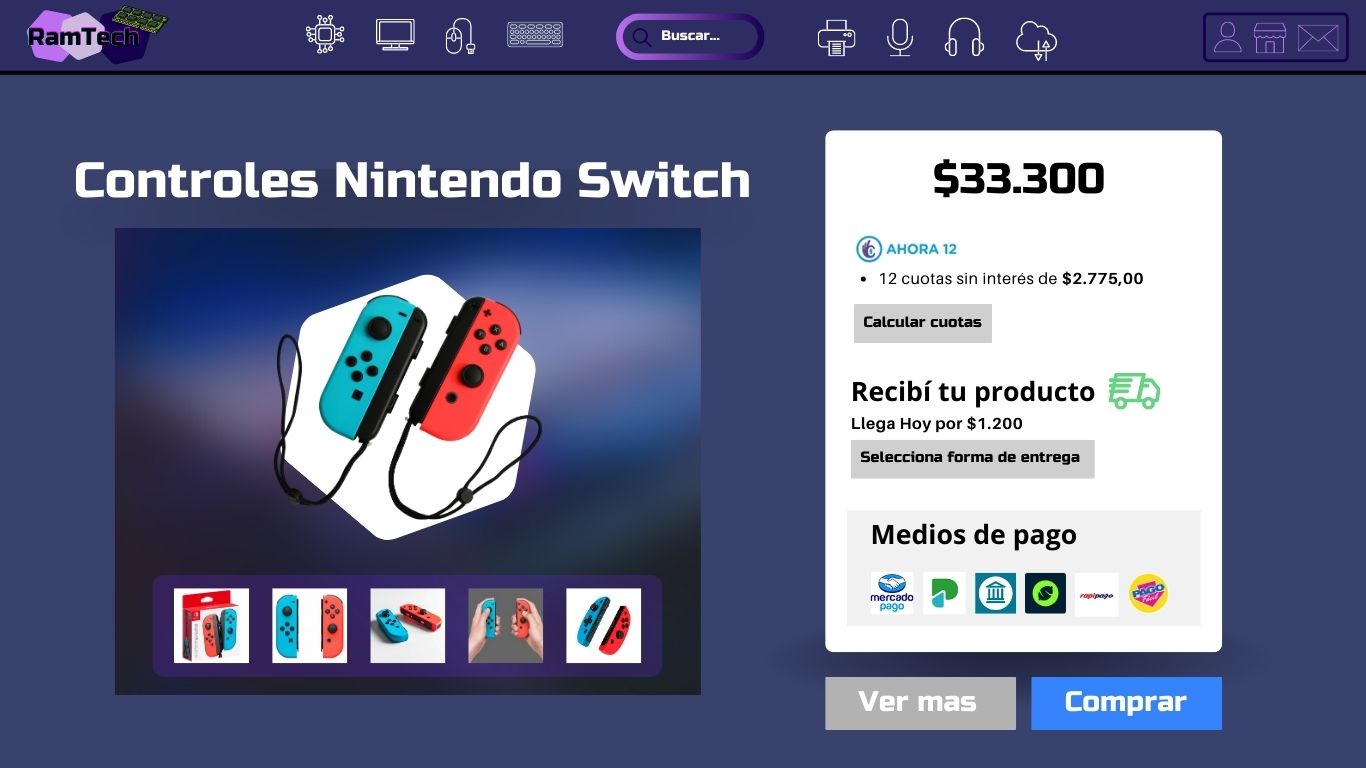 RamTech
Buscar...
Controles Nintendo Switch
$33.300
AHORA 12
• 12 cuotas sin interés de $2.775,00
Calcular cuotas
Recibí tu producto
Llega Hoy por $1.200
Selecciona forma de entrega
Medios de pago
mercado
pago
rapipago
PAGO
Ver mas
Comprar